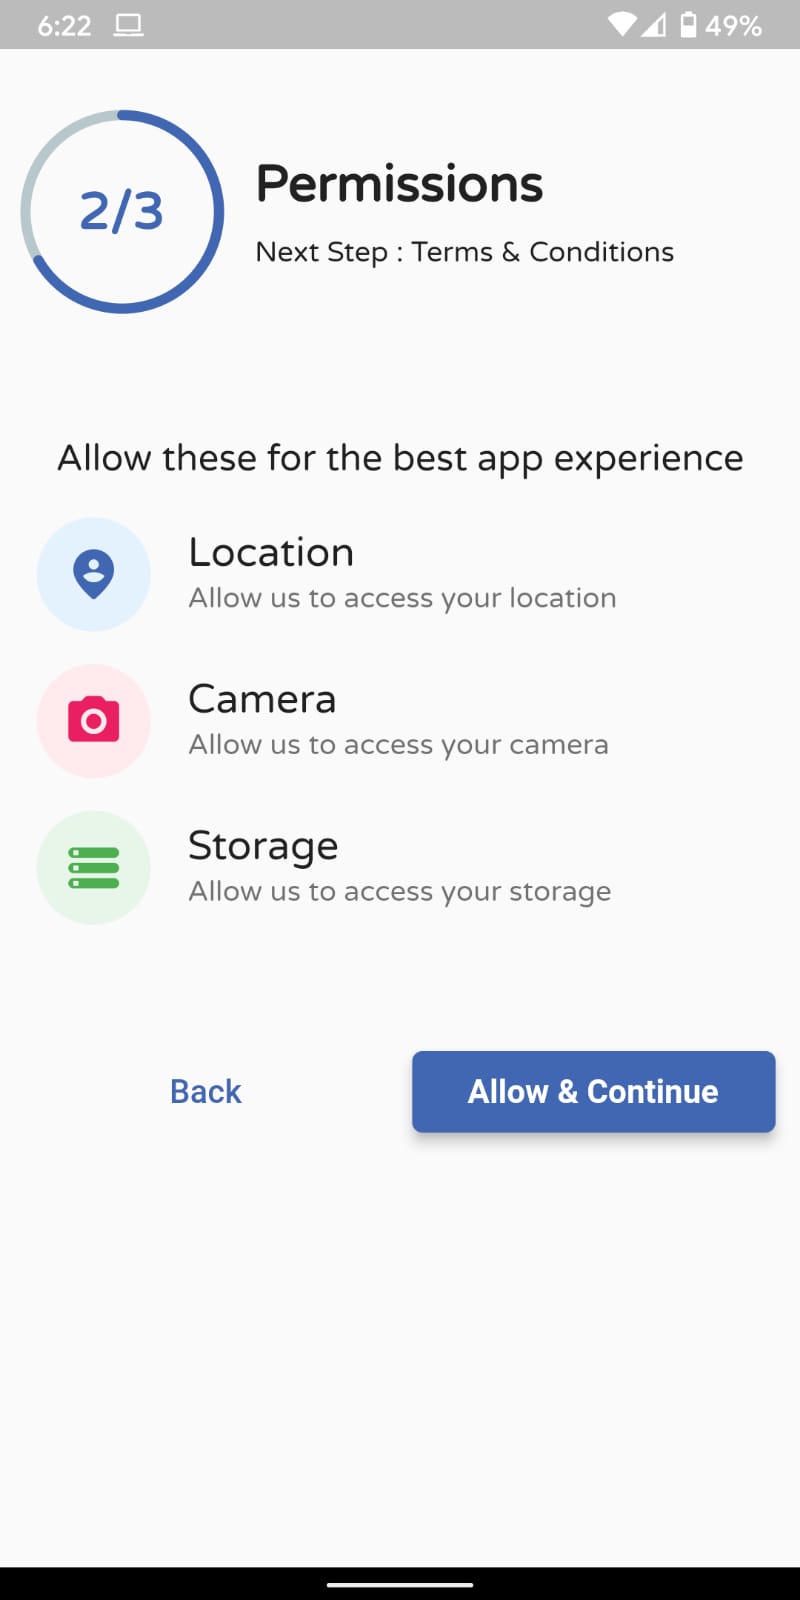 6:22
49%
2/3
Permissions
Next Step : Terms & Conditions
Allow these for the best app experience
Location
Allow us to access your location
Camera
Allow us to access your camera
Storage
Allow us to access your storage
Back
Allow & Continue